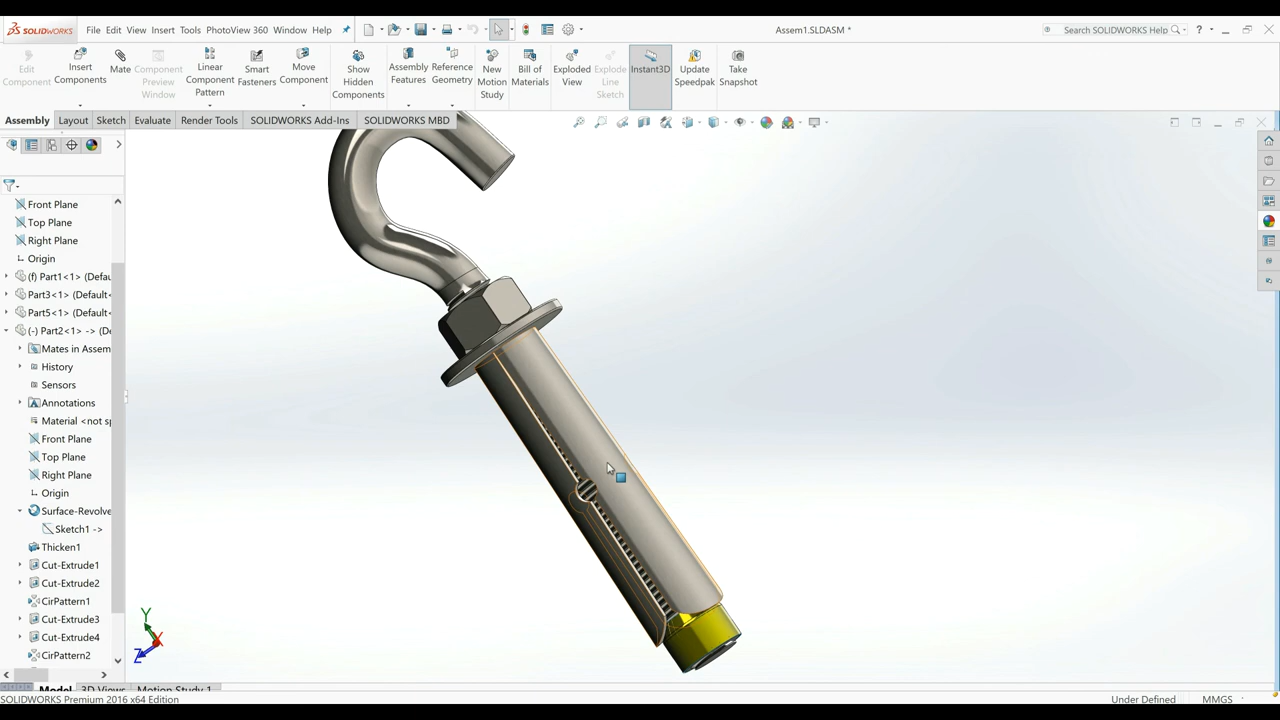 SOLIDWORKS File Edit View Insert Tools PhotoView 360 Window Help Assem1.SLDASM * Search SOLIDWORKS Help ?
Edit Component
Insert Components
Mate
Component Preview Window
Linear Component Pattern
Smart Fasteners
Move Component
Show Hidden Components
Assembly Features
Reference Geometry
New Motion Study
Bill of Materials
Exploded View
Explode Line Sketch
Instant3D
Update Speedpak
Take Snapshot
Assembly Layout Sketch Evaluate Render Tools SOLIDWORKS Add-Ins SOLIDWORKS MBD
Front Plane
Top Plane
Right Plane
Origin
(f) Part1<1> (Defau
Part3<1> (Default<
Part5<1> (Default<
(-) Part2<1> -> (De
Mates in Assem
History
Sensors
Annotations
Material <not sp
Front Plane
Top Plane
Right Plane
Origin
Surface-Revolve
Sketch1 ->
Thicken1
Cut-Extrude1
Cut-Extrude2
CirPattern1
Cut-Extrude3
Cut-Extrude4
CirPattern2
Y
X
Z
Model 3D Views Motion Study 1
SOLIDWORKS Premium 2016 x64 Edition Under Defined MMGS